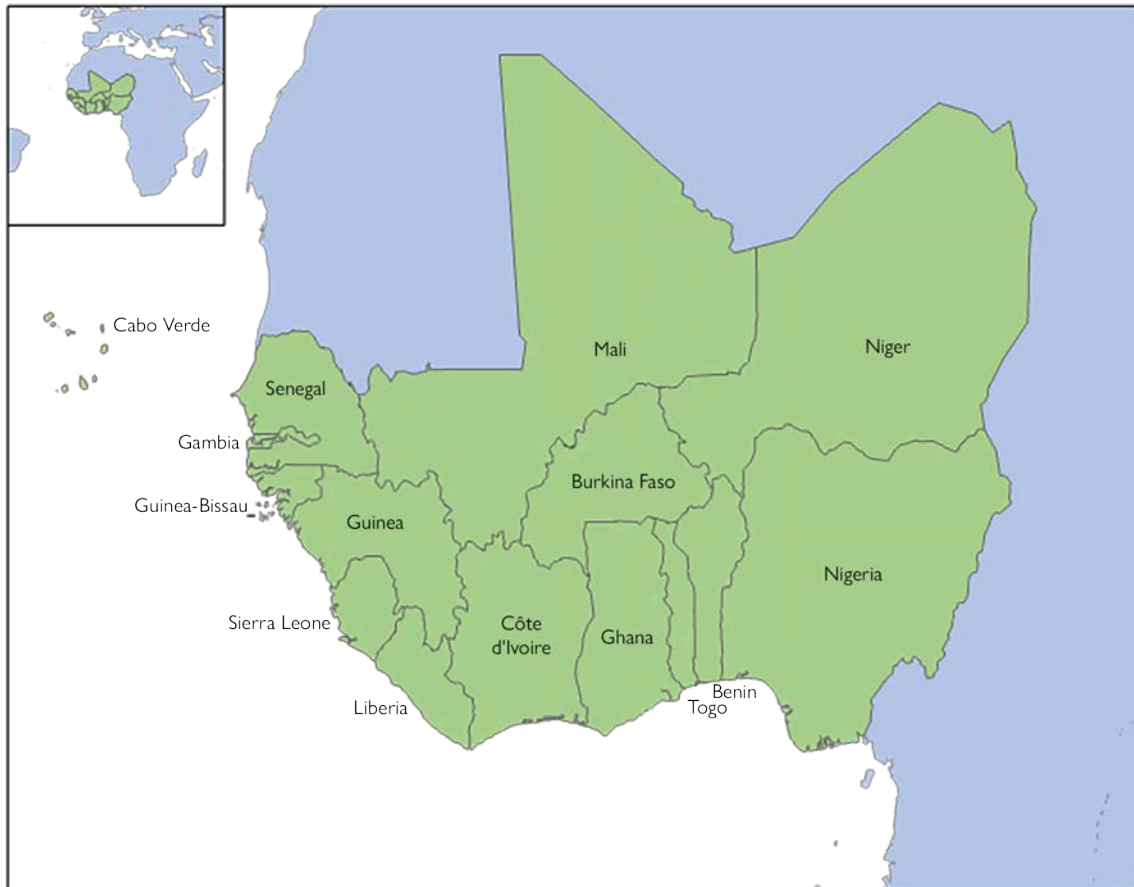 Cabo Verde
Mali
Niger
Senegal
Gambia
Burkina Faso
Guinea-Bissau
Guinea
Nigeria
Sierra Leone
Côte
d'Ivoire
Ghana
Benin
Togo
Liberia